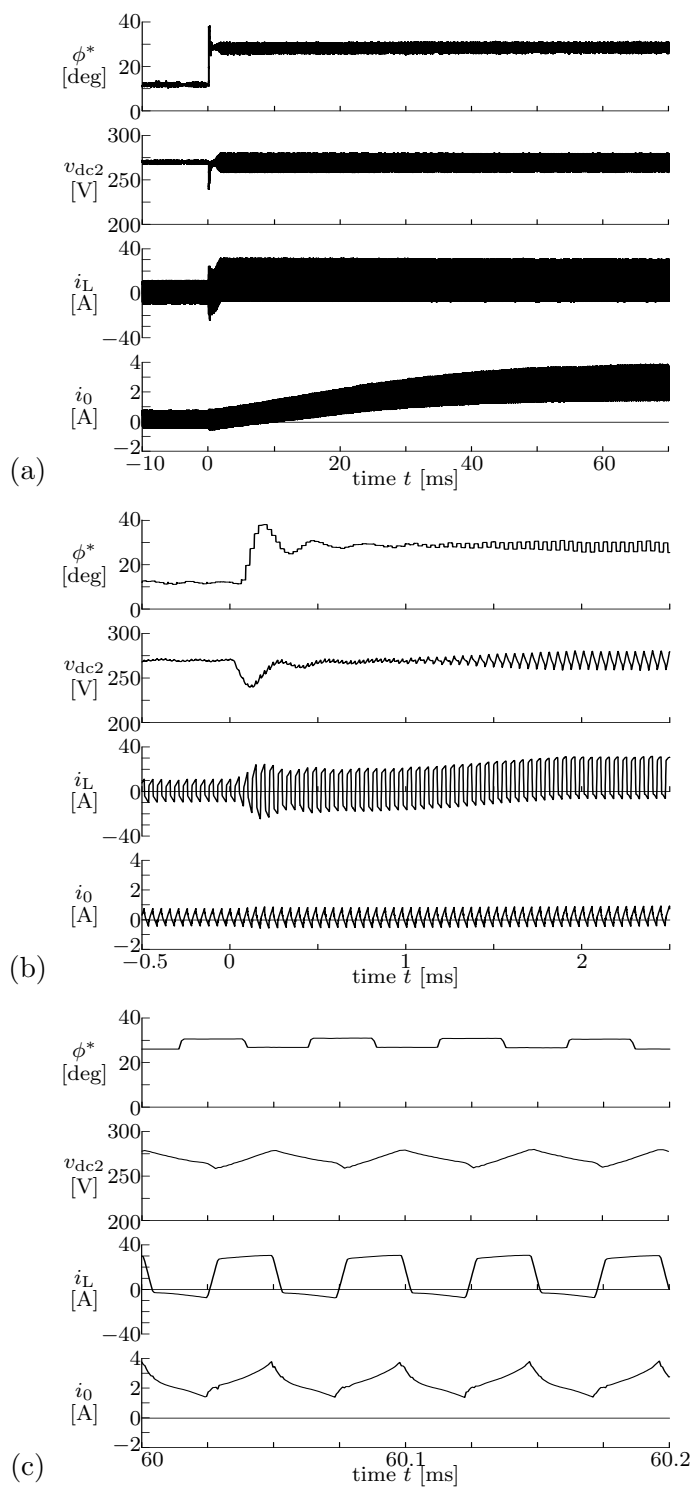 40
ϕ*
[deg] 20
0
300
v_dc2
[V] 250
200
40
i_L
[A] 0
−40
4
i_0 2
[A] 0
−2
(a)
−10 0 20 40 60
time t [ms]
40
ϕ*
[deg] 20
0
300
v_dc2
[V] 250
200
40
i_L
[A] 0
−40
4
i_0 2
[A] 0
−2
(b)
−0.5 0 1 2
time t [ms]
40
ϕ*
[deg] 20
0
300
v_dc2
[V] 250
200
40
i_L
[A] 0
−40
4
i_0 2
[A] 0
−2
(c)
60 60.1 60.2
time t [ms]